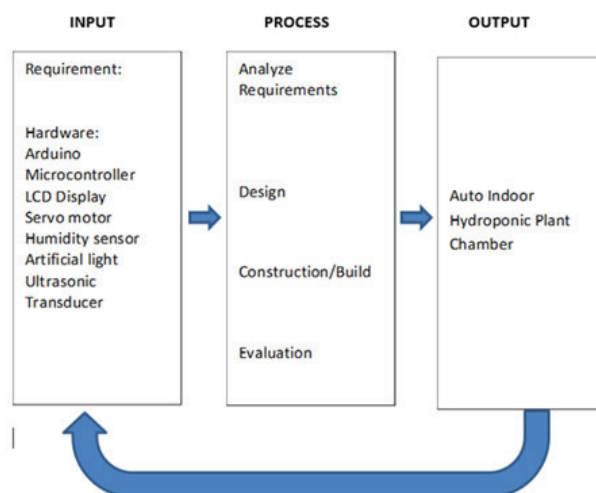 INPUT
PROCESS
OUTPUT
Requirement:
Hardware:
Arduino
Microcontroller
LCD Display
Servo motor
Humidity sensor
Artificial light
Ultrasonic
Transducer
Analyze
Requirements
Design
Construction/Build
Evaluation
Auto Indoor
Hydroponic Plant
Chamber